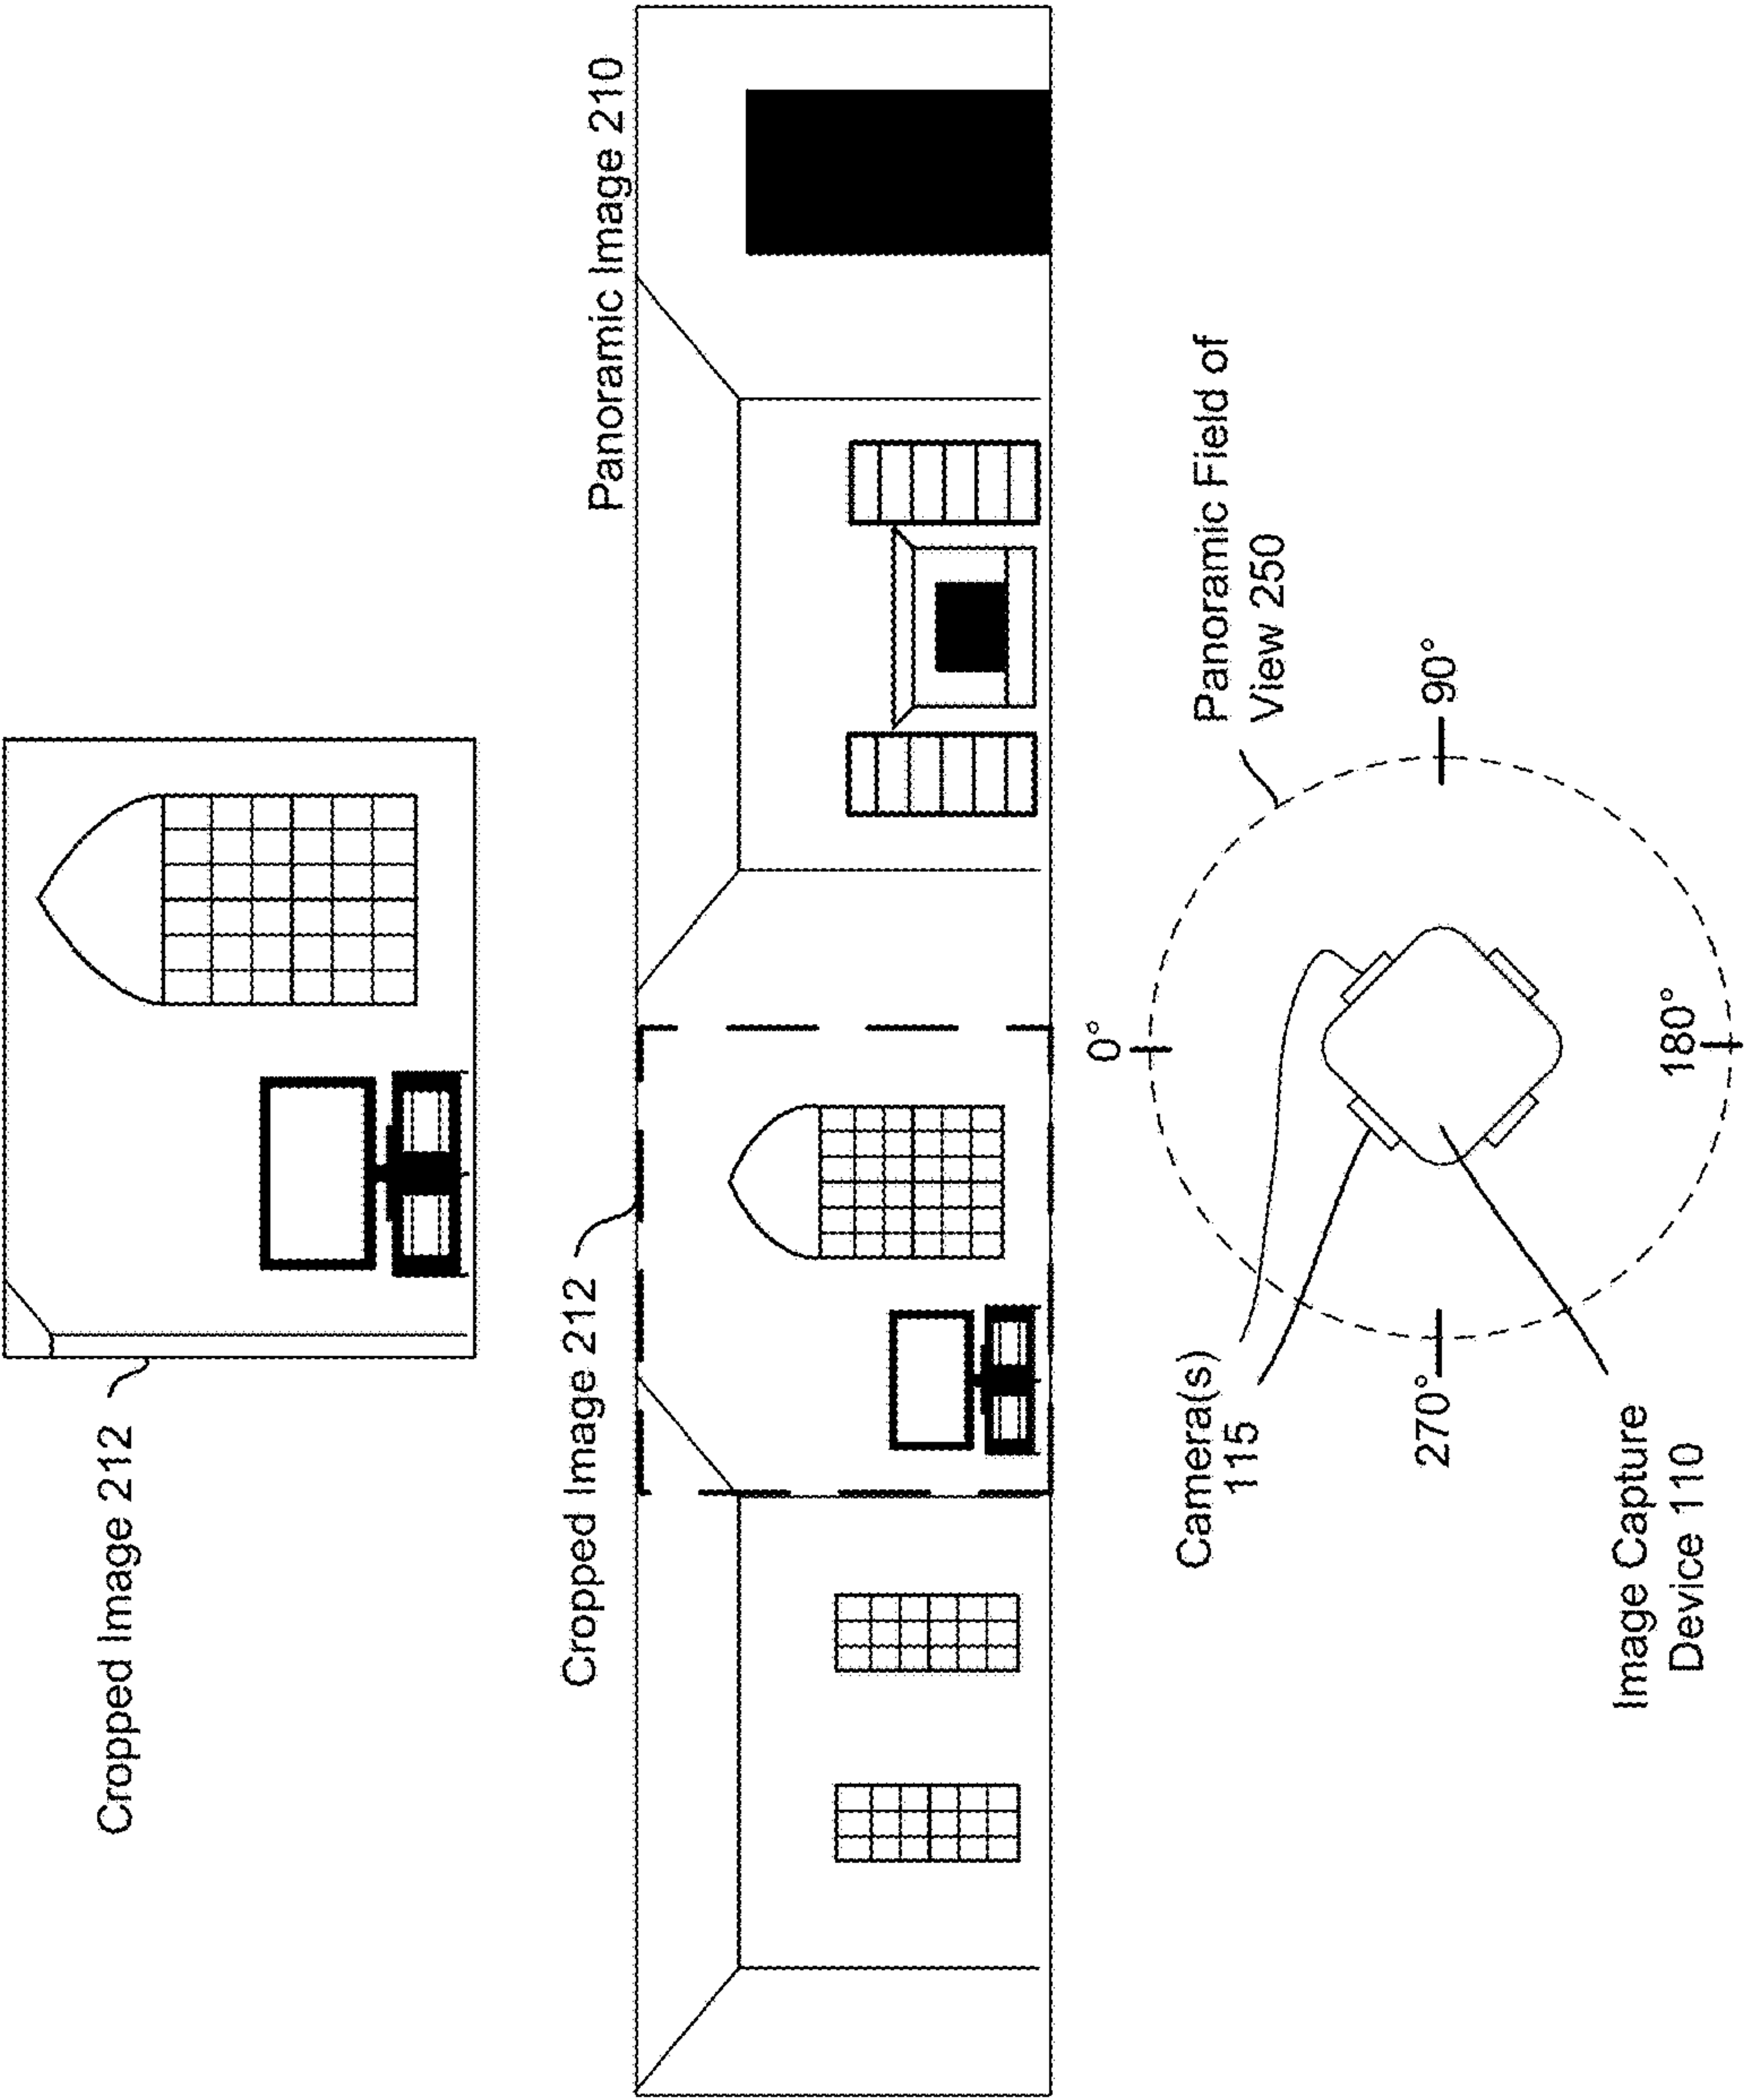 Cropped Image 212
Cropped Image 212
Panoramic Image 210
Camera(s)
115
0°
Panoramic Field of
View 250
270°
90°
Image Capture
Device 110
180°